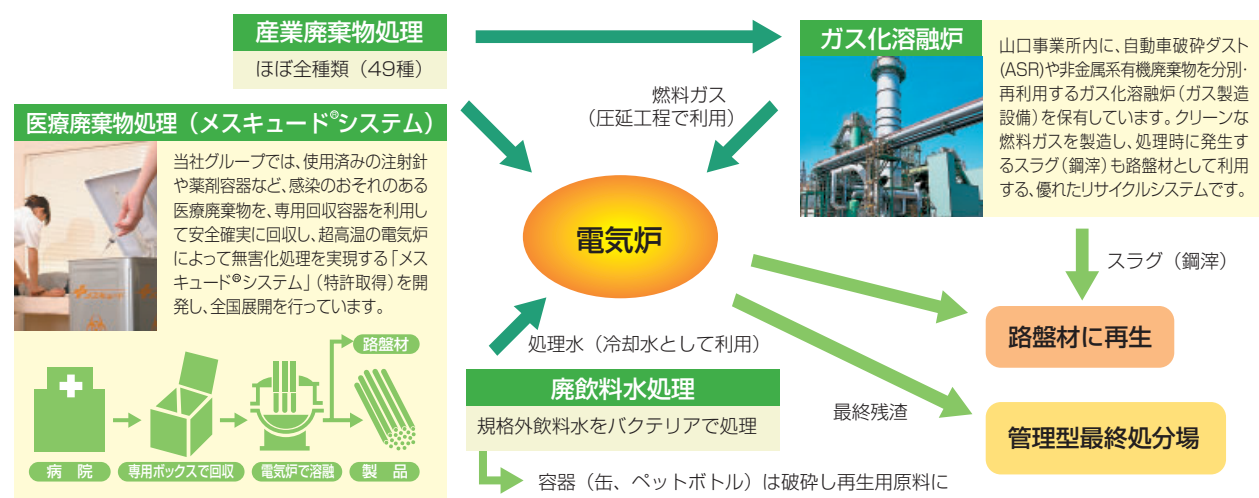 産業廃棄物処理
ほぼ全種類（49種）
医療廃棄物処理（メスキュード®システム）
当社グループでは、使用済みの注射針
や薬剤容器など、感染のおそれのある
医療廃棄物を、専用回収容器を利用し
て安全確実に回収し、超高温の電気炉
によって無害化処理を実現する「メス
キュード®システム」（特許取得）を開
発し、全国展開を行っています。
路盤材
病　院
専用ボックスで回収
電気炉で溶融
製　品
燃料ガス
（圧延工程で利用）
ガス化溶融炉
山口事業所内に、自動車破砕ダスト
(ASR)や非金属系有機廃棄物を分別・
再利用するガス化溶融炉（ガス製造
設備）を保有しています。クリーンな
燃料ガスを製造し、処理時に発生す
るスラグ（鋼滓）も路盤材として利用
する、優れたリサイクルシステムです。
電気炉
スラグ（鋼滓）
路盤材に再生
処理水（冷却水として利用）
廃飲料水処理
規格外飲料水をバクテリアで処理
容器（缶、ペットボトル）は破砕し再生用原料に
最終残渣
管理型最終処分場